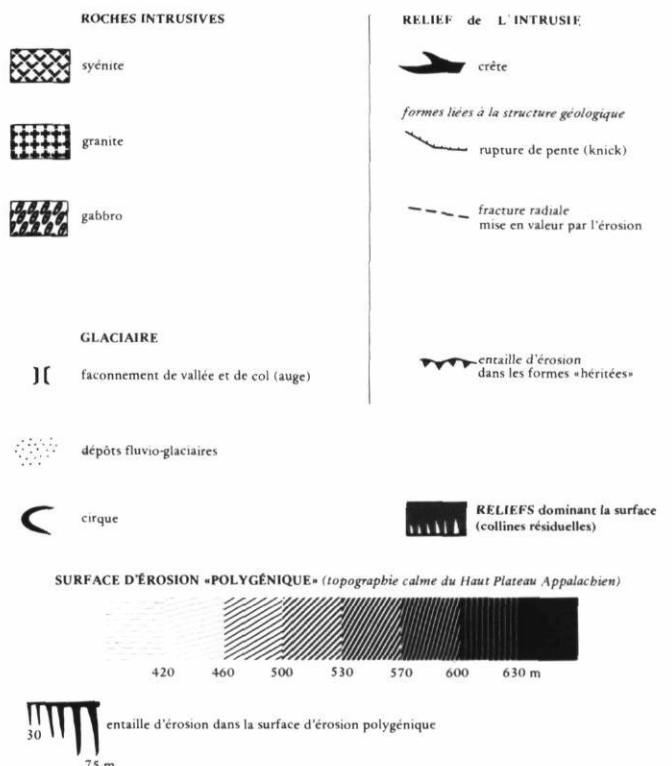 ROCHES INTRUSIVES
syénite
granite
gabbro
GLACIAIRE
faconnement de vallée et de col (auge)
dépôts fluvio-glaciaires
cirque
RELIEF de L'INTRUSIF
crête
formes liées à la structure géologique
rupture de pente (knick)
fracture radiale
mise en valeur par l'érosion
entaille d'érosion
dans les formes «héritées»
RELIEFS dominant la surface
(collines résiduelles)
SURFACE D'ÉROSION «POLYGÉNIQUE» (topographie calme du Haut Plateau Appalachien)
420 460 500 530 570 600 630 m
entaille d'érosion dans la surface d'érosion polygénique
30
75 m